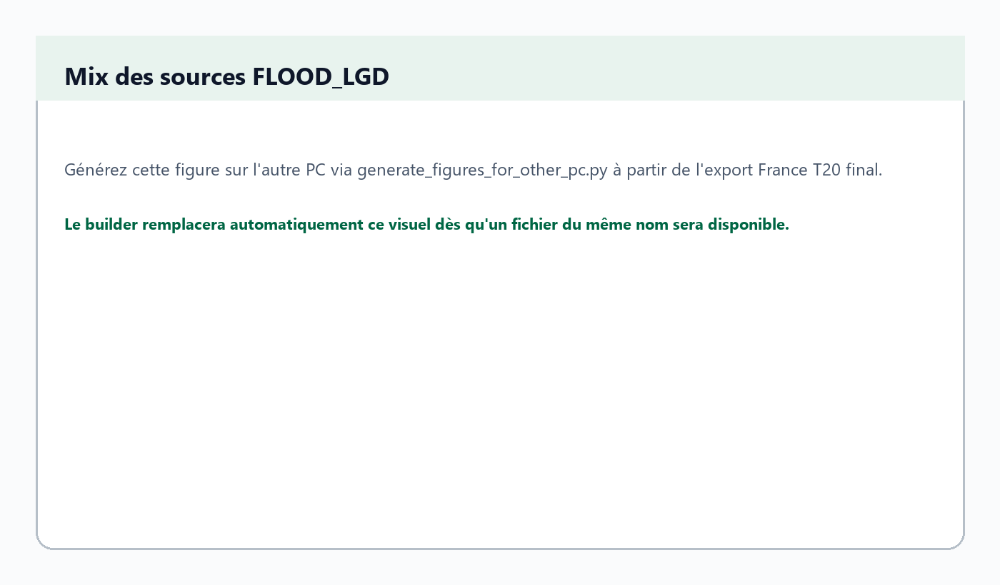 Mix des sources FLOOD_LGD
Générez cette figure sur l'autre PC via generate_figures_for_other_pc.py à partir de l'export France T20 final.
Le builder remplacera automatiquement ce visuel dès qu'un fichier du même nom sera disponible.